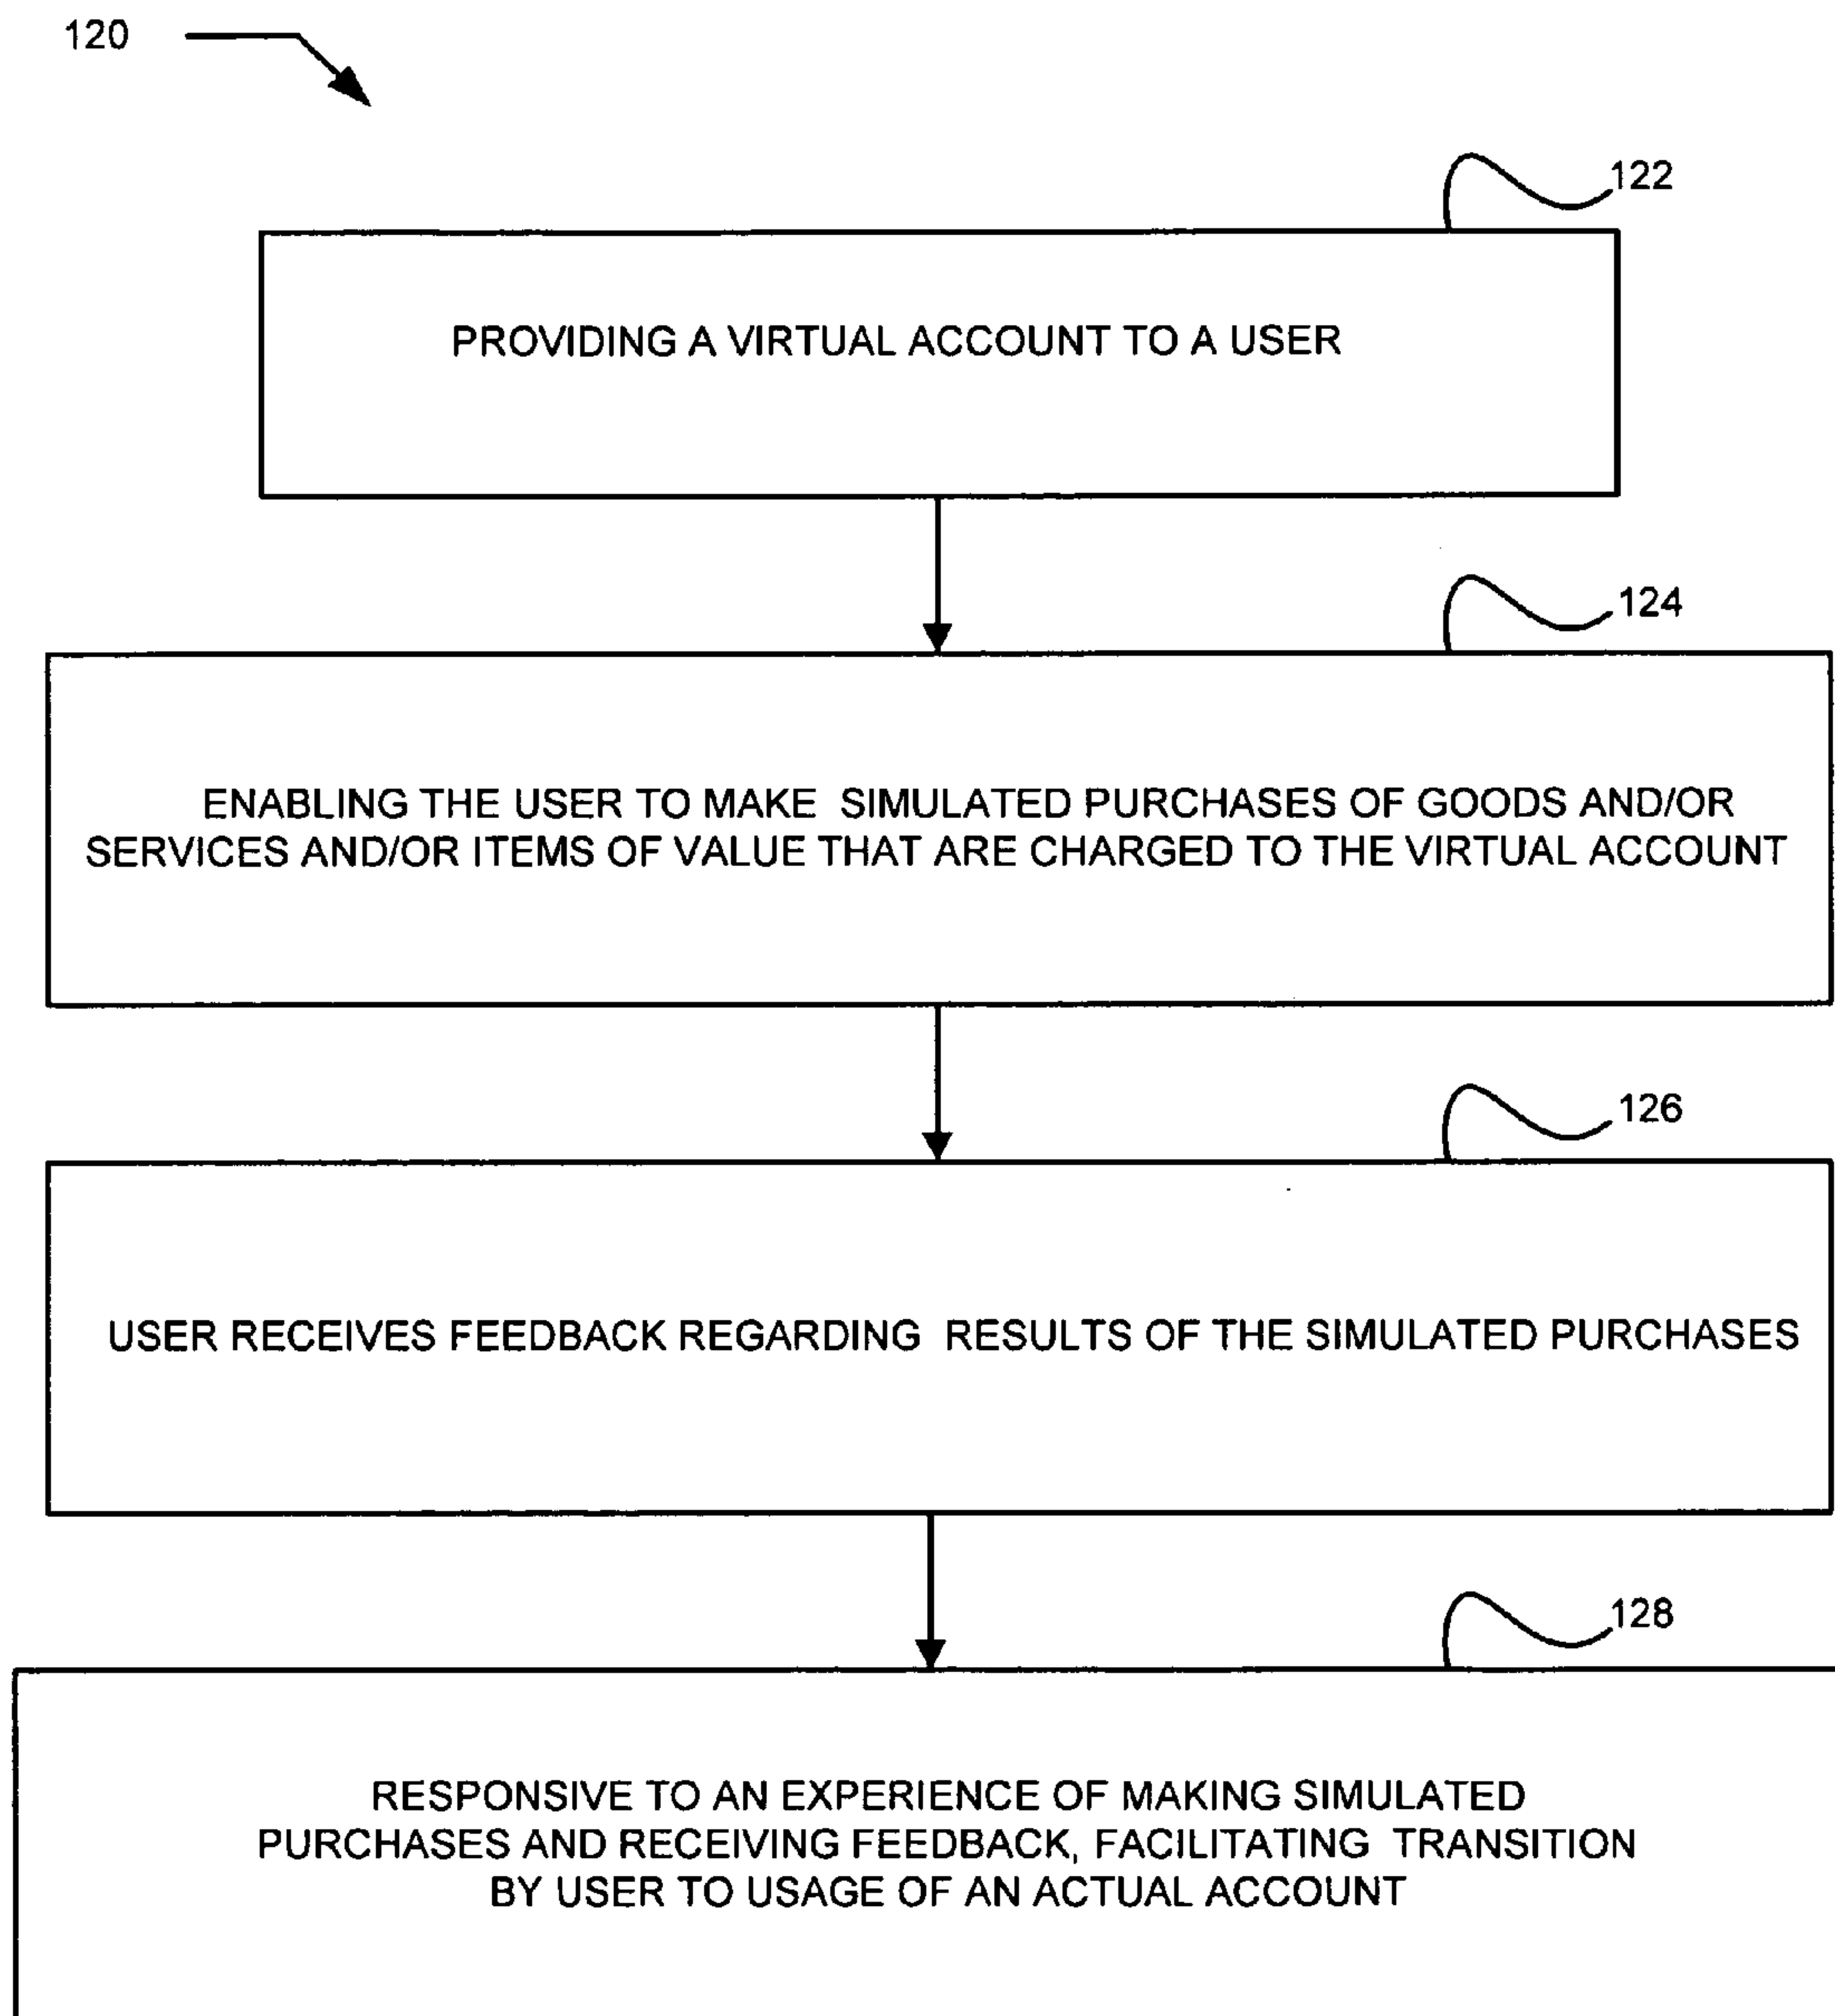 120
122
PROVIDING A VIRTUAL ACCOUNT TO A USER
124
ENABLING THE USER TO MAKE SIMULATED PURCHASES OF GOODS AND/OR
SERVICES AND/OR ITEMS OF VALUE THAT ARE CHARGED TO THE VIRTUAL ACCOUNT
126
USER RECEIVES FEEDBACK REGARDING RESULTS OF THE SIMULATED PURCHASES
128
RESPONSIVE TO AN EXPERIENCE OF MAKING SIMULATED
PURCHASES AND RECEIVING FEEDBACK, FACILITATING TRANSITION
BY USER TO USAGE OF AN ACTUAL ACCOUNT